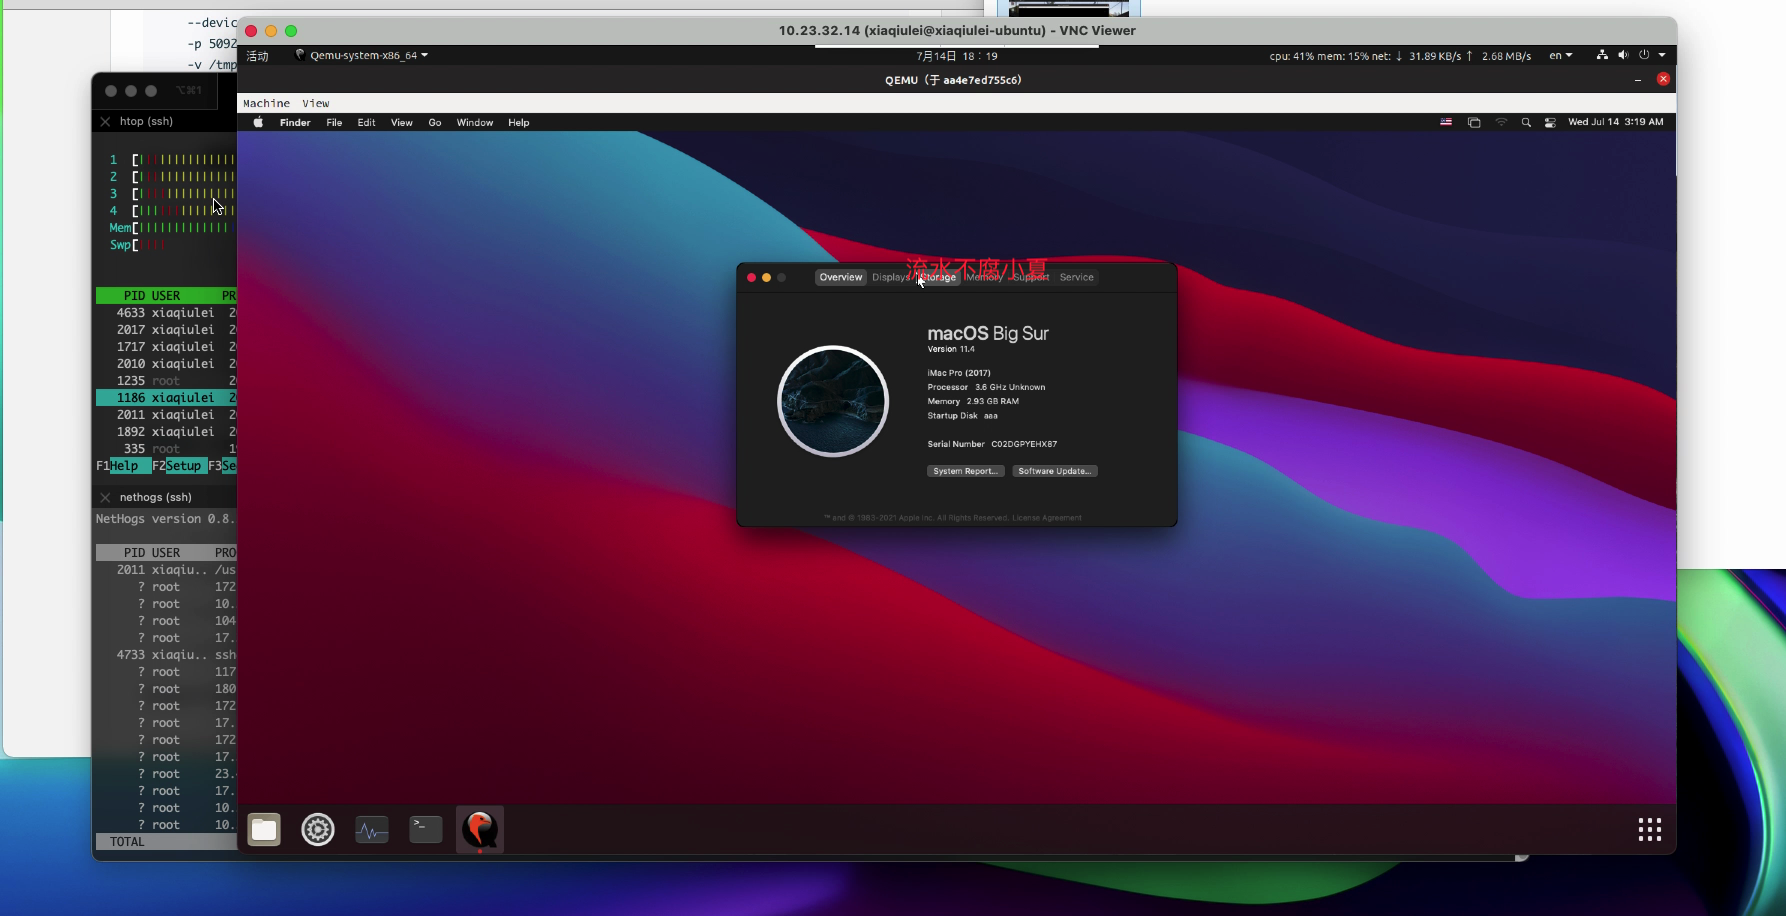 --devic
-p 5092
-v /tmp
10.23.32.14 (xiaqiulei@xiaqiulei-ubuntu) - VNC Viewer
活动 Qemu-system-x86_64 7月14日 18：19 cpu: 41% mem: 15% net: ↓ 31.89 KB/s ↑ 2.68 MB/s en
QEMU（于 aa4e7ed755c6）
Machine View
Finder File Edit View Go Window Help Wed Jul 14 3:19 AM
⌥⌘1
htop (ssh)
1 [
2 [
3 [
4 [
Mem[
Swp[
PID USER PR
4633 xiaqiulei 2
2017 xiaqiulei 2
1717 xiaqiulei 2
2010 xiaqiulei 2
1235 root 2
1186 xiaqiulei 2
2011 xiaqiulei 2
1892 xiaqiulei 2
335 root 1
F1Help F2Setup F3Se
nethogs (ssh)
NetHogs version 0.8.
PID USER PRO
2011 xiaqiu.. /us
? root 172
? root 10.
? root 104
? root 17.
4733 xiaqiu.. ssh
? root 117
? root 180
? root 172
? root 17.
? root 172
? root 17.
? root 23.
? root 17.
? root 10.
? root 10.
TOTAL
流水不腐小夏
Overview Displays Storage Memory Support Service
macOS Big Sur
Version 11.4
iMac Pro (2017)
Processor 3.6 GHz Unknown
Memory 2.93 GB RAM
Startup Disk aaa
Serial Number C02DGPYEHX87
System Report... Software Update...
™ and © 1983-2021 Apple Inc. All Rights Reserved. License Agreement